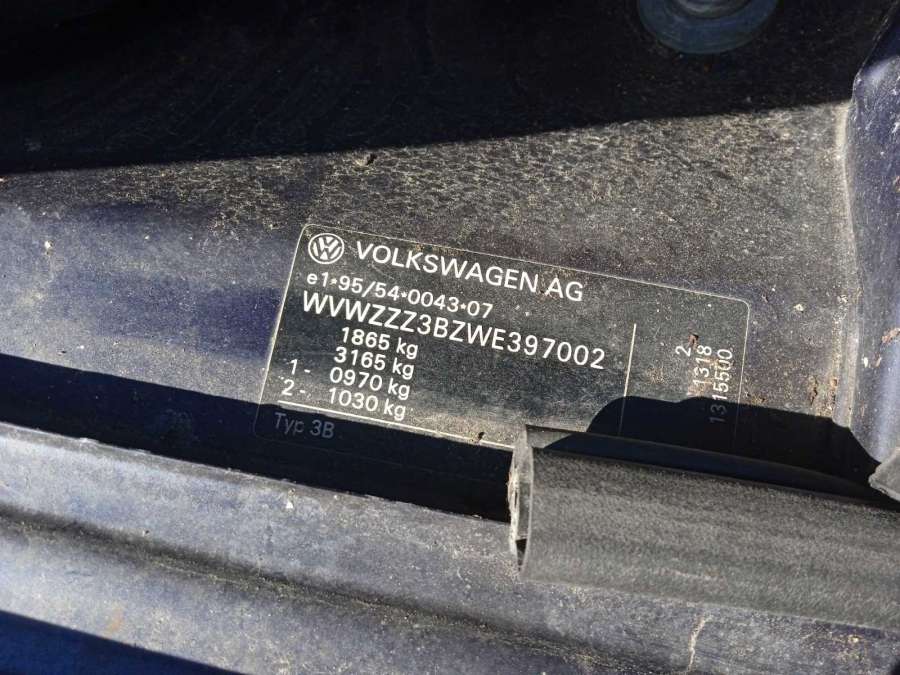 VOLKSWAGEN AG
e1*95/54*0043*07
WVWZZZ3BZWE397002
1865 kg
3165 kg
1 - 0970 kg
2 - 1030 kg
Typ 3B
2
1318
1315500